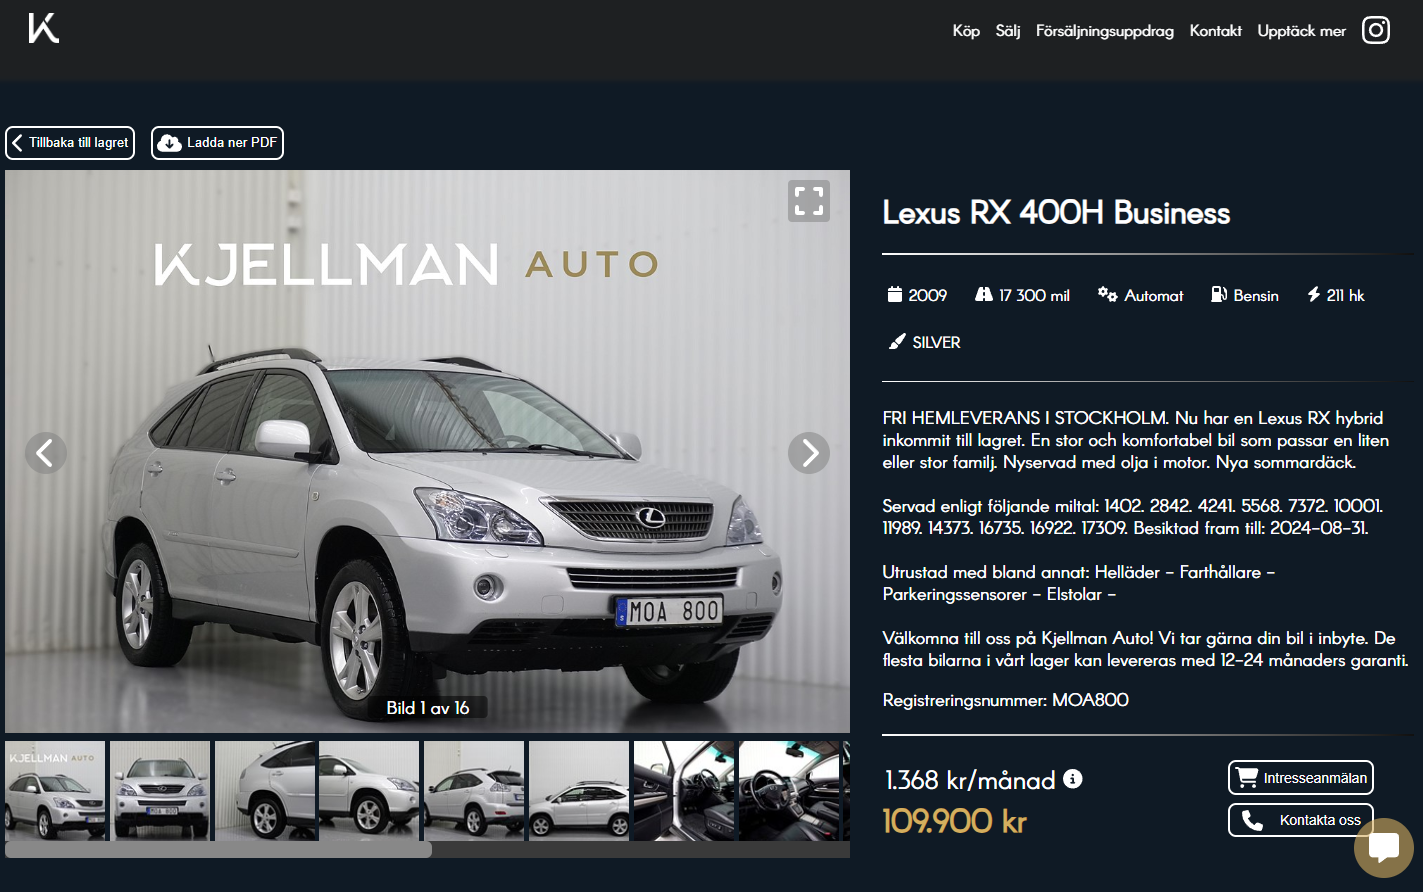 K
Köp Sälj Försäljningsuppdrag Kontakt Upptäck mer
Tillbaka till lagret Ladda ner PDF
KJELLMAN AUTO
MOA 800
Bild 1 av 16
KJELLMAN AUTO
MOA 800
Lexus RX 400H Business
2009 17 300 mil Automat Bensin 211 hk
SILVER
FRI HEMLEVERANS I STOCKHOLM. Nu har en Lexus RX hybrid
inkommit till lagret. En stor och komfortabel bil som passar en liten
eller stor familj. Nyservad med olja i motor. Nya sommardäck.
Servad enligt följande miltal: 1402. 2842. 4241. 5568. 7372. 10001.
11989. 14373. 16735. 16922. 17309. Besiktad fram till: 2024-08-31.
Utrustad med bland annat: Helläder - Farthållare -
Parkeringssensorer - Elstolar -
Välkomna till oss på Kjellman Auto! Vi tar gärna din bil i inbyte. De
flesta bilarna i vårt lager kan levereras med 12-24 månaders garanti.
Registreringsnummer: MOA800
1.368 kr/månad
109.900 kr
Intresseanmälan
Kontakta oss